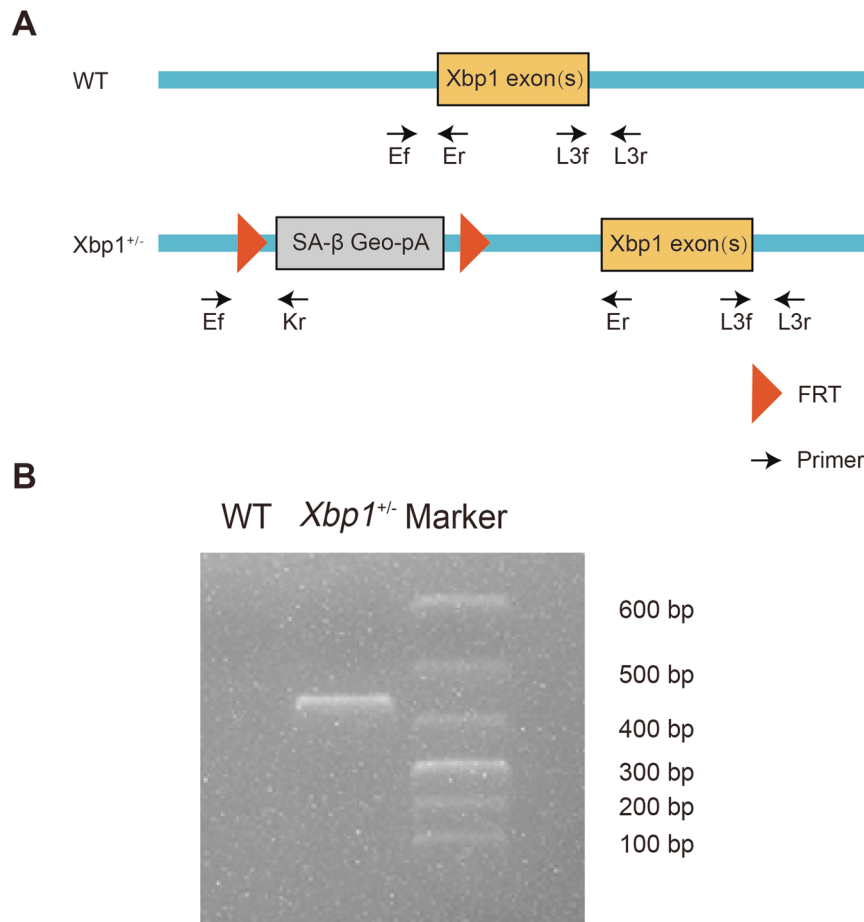 A
WT
Xbp1 exon(s)
Ef
Er
L3f
L3r
Xbp1+/-
SA-β Geo-pA
Xbp1 exon(s)
Ef
Kr
Er
L3f
L3r
FRT
Primer
B
WT Xbp1+/- Marker
600 bp
500 bp
400 bp
300 bp
200 bp
100 bp